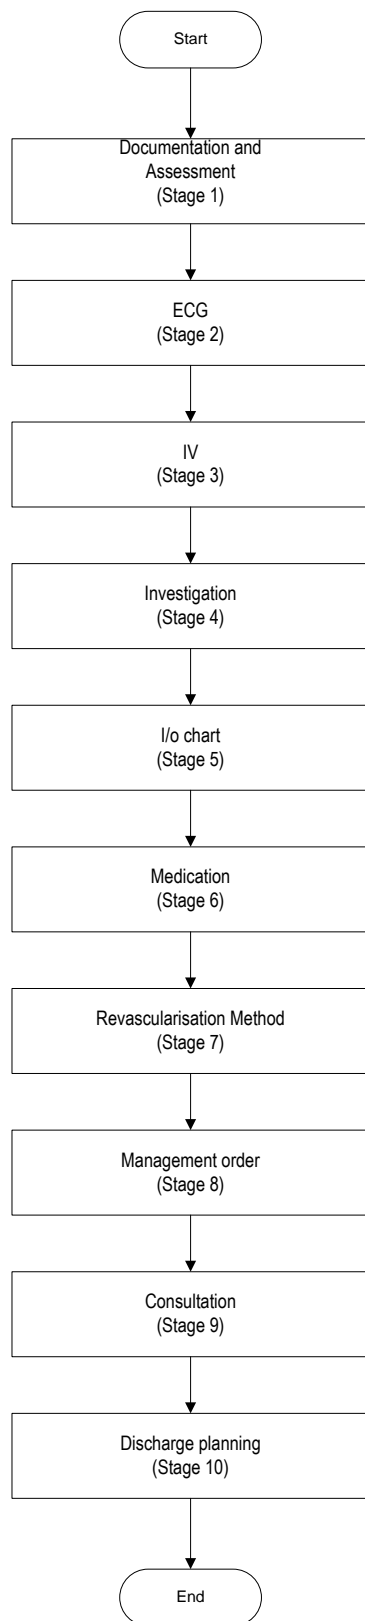 Start
Documentation and
Assessment
(Stage 1)
ECG
(Stage 2)
IV
(Stage 3)
Investigation
(Stage 4)
I/o chart
(Stage 5)
Medication
(Stage 6)
Revascularisation Method
(Stage 7)
Management order
(Stage 8)
Consultation
(Stage 9)
Discharge planning
(Stage 10)
End